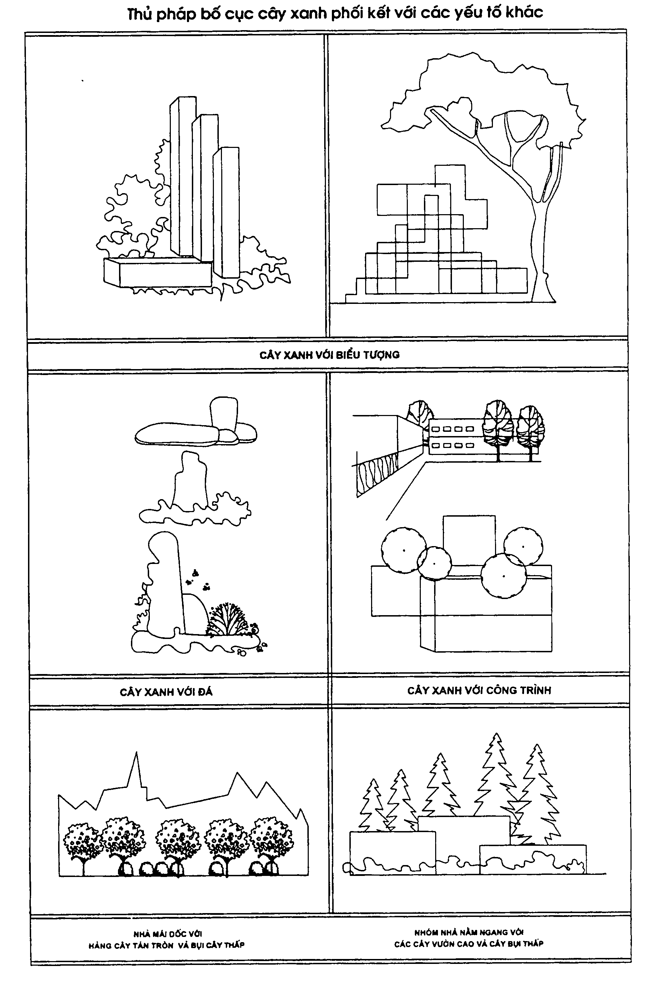 Thủ pháp bố cục cây xanh phối kết với các yếu tố khác
CÂY XANH VỚI BIỂU TƯỢNG
CÂY XANH VỚI ĐÁ
CÂY XANH VỚI CÔNG TRÌNH
NHÀ MÁI DỐC VỚI
HÀNG CÂY TÁN TRÒN VÀ BỤI CÂY THẤP
NHÓM NHÀ NẰM NGANG VỚI
CÁC CÂY VƯỜN CAO VÀ CÂY BỤI THẤP